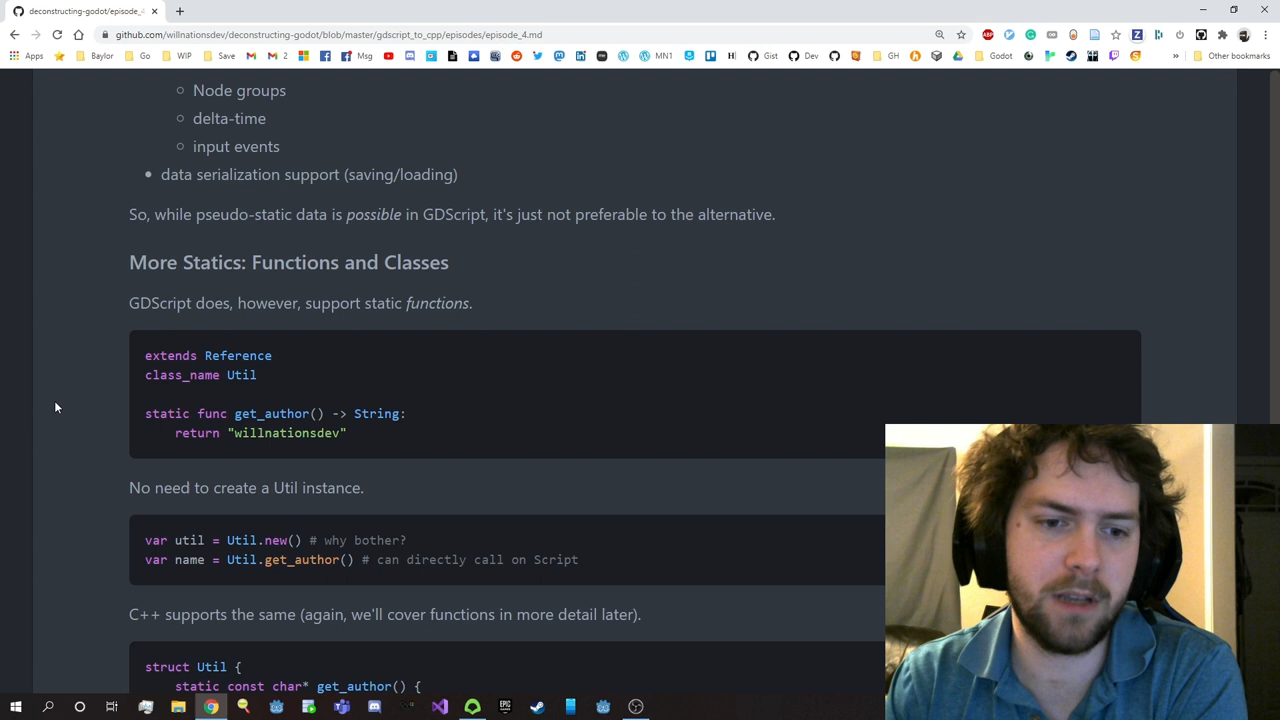 deconstructing-godot/episode_4
github.com/willnationsdev/deconstructing-godot/blob/master/gdscript_to_cpp/episodes/episode_4.md
Apps Baylor Go WIP Save 2 Msg MN1 Gist Dev GH Godot » Other bookmarks
Node groups
delta-time
input events
data serialization support (saving/loading)
So, while pseudo-static data is possible in GDScript, it's just not preferable to the alternative.
More Statics: Functions and Classes
GDScript does, however, support static functions.
extends Reference
class_name Util
static func get_author() -> String:
return "willnationsdev"
No need to create a Util instance.
var util = Util.new() # why bother?
var name = Util.get_author() # can directly call on Script
C++ supports the same (again, we'll cover functions in more detail later).
struct Util {
static const char* get_author() {